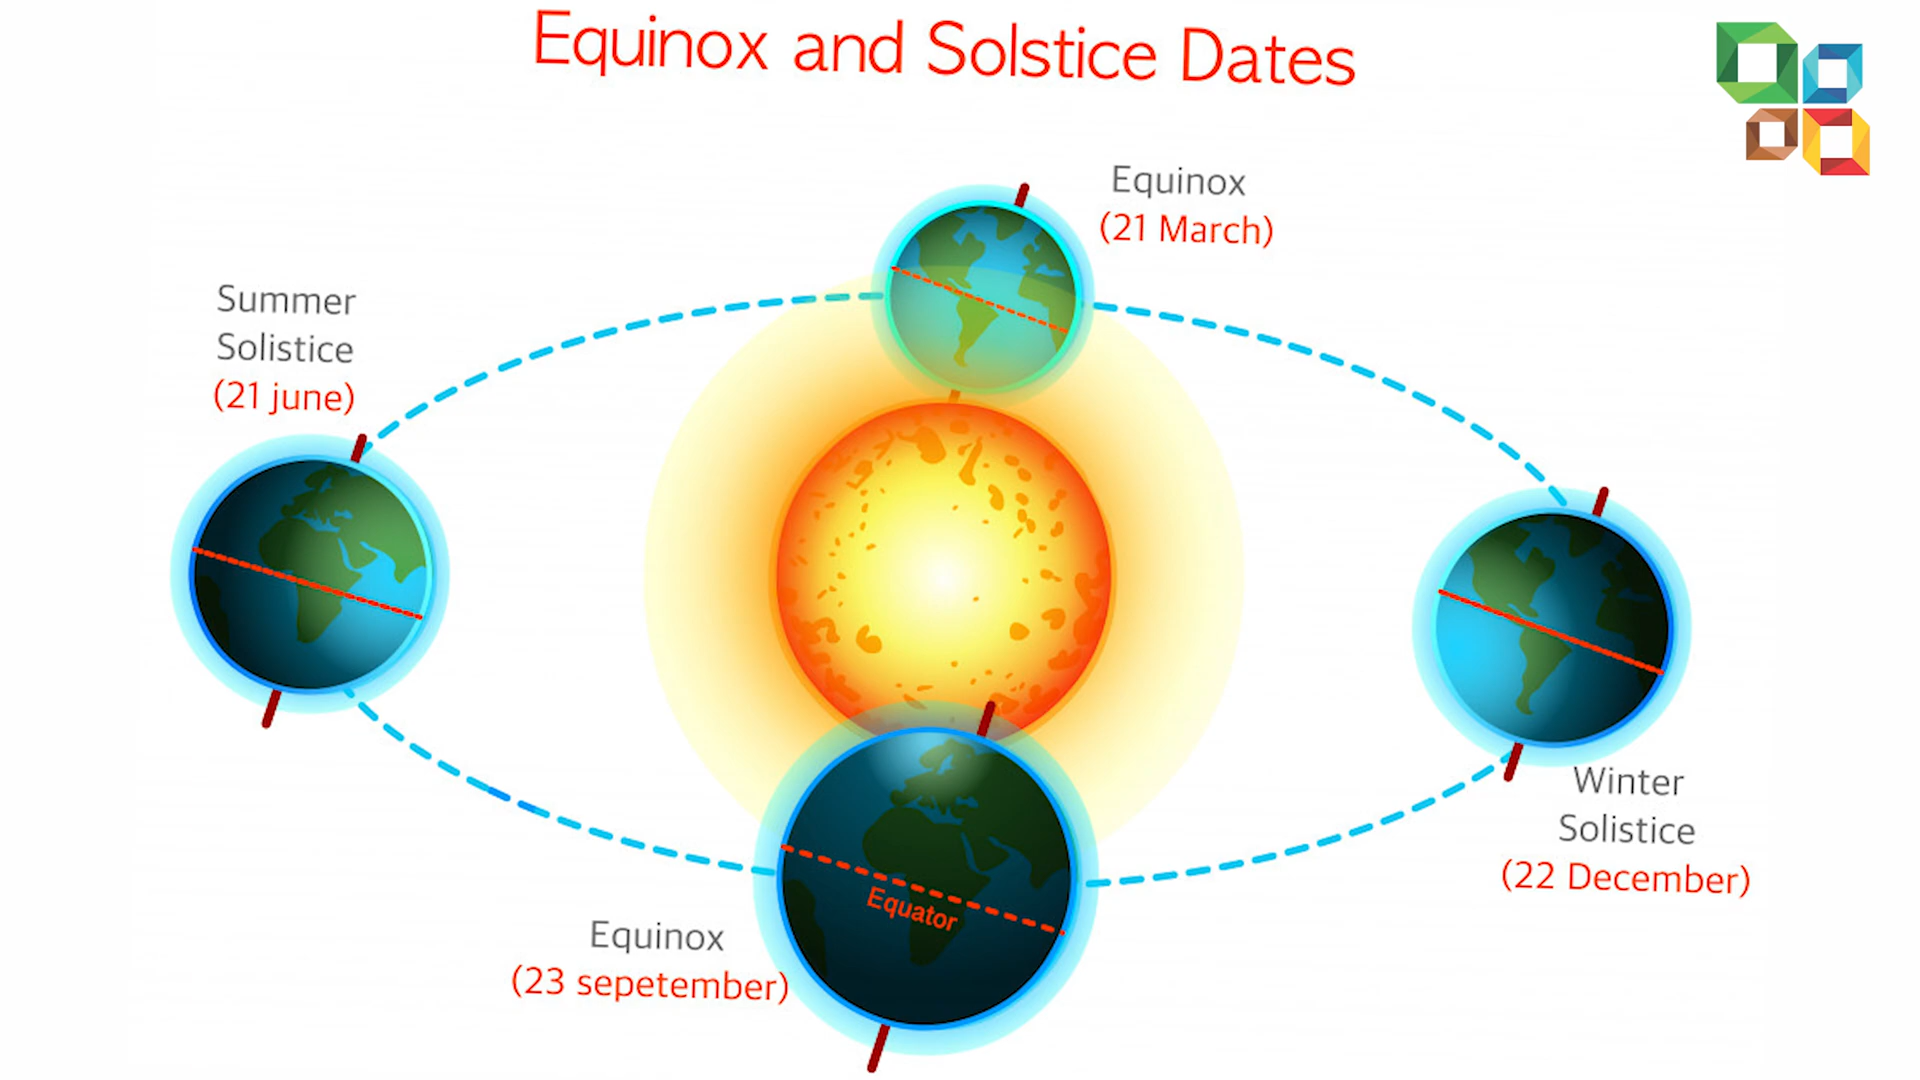 Equinox and Solstice Dates
Equinox
(21 March)
Summer
Solistice
(21 june)
Winter
Solistice
(22 December)
Equator
Equinox
(23 sepetember)